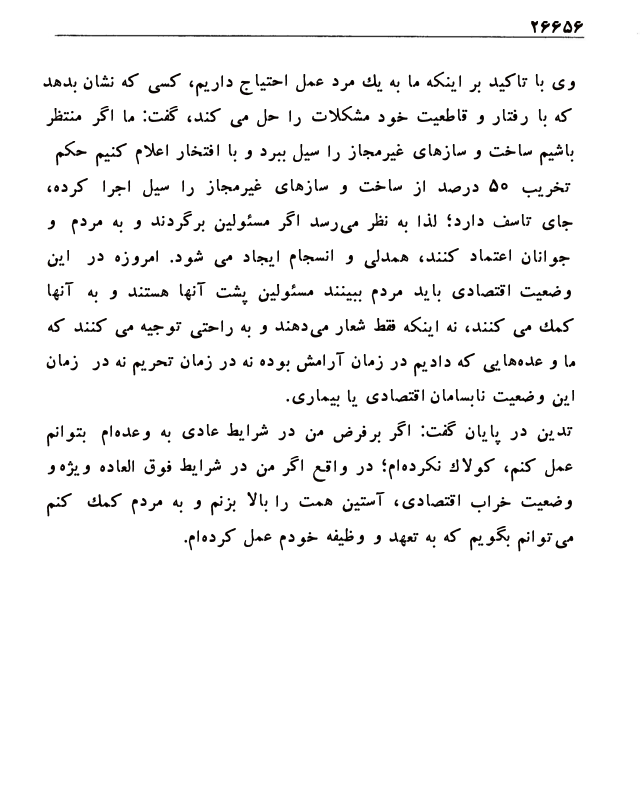 ۲۶۶۵۶
وی با تاکید بر اینکه ما به یك مرد عمل احتیاج داریم، کسی که نشان بدهد
که با رفتار و قاطعیت خود مشکلات را حل می کند، گفت: ما اگر منتظر
باشیم ساخت و سازهای غیرمجاز را سیل ببرد و با افتخار اعلام کنیم حکم
تخریب ۵۰ درصد از ساخت و سازهای غیرمجاز را سیل اجرا کرده،
جای تاسف دارد؛ لذا به نظر می‌رسد اگر مسئولین برگردند و به مردم و
جوانان اعتماد کنند، همدلی و انسجام ایجاد می شود. امروزه در این
وضعیت اقتصادی باید مردم ببینند مسئولین پشت آنها هستند و به آنها
کمك می کنند، نه اینکه فقط شعار می‌دهند و به راحتی توجیه می کنند که
ما و عده‌هایی که دادیم در زمان آرامش بوده نه در زمان تحریم نه در زمان
این وضعیت نابسامان اقتصادی یا بیماری.
تدین در پایان گفت: اگر برفرض من در شرایط عادی به وعده‌ام بتوانم
عمل کنم، کولاك نکرده‌ام؛ در واقع اگر من در شرایط فوق العاده ویژه و
وضعیت خراب اقتصادی، آستین همت را بالا بزنم و به مردم کمك کنم
می‌توانم بگویم که به تعهد و وظیفه خودم عمل کرده‌ام.